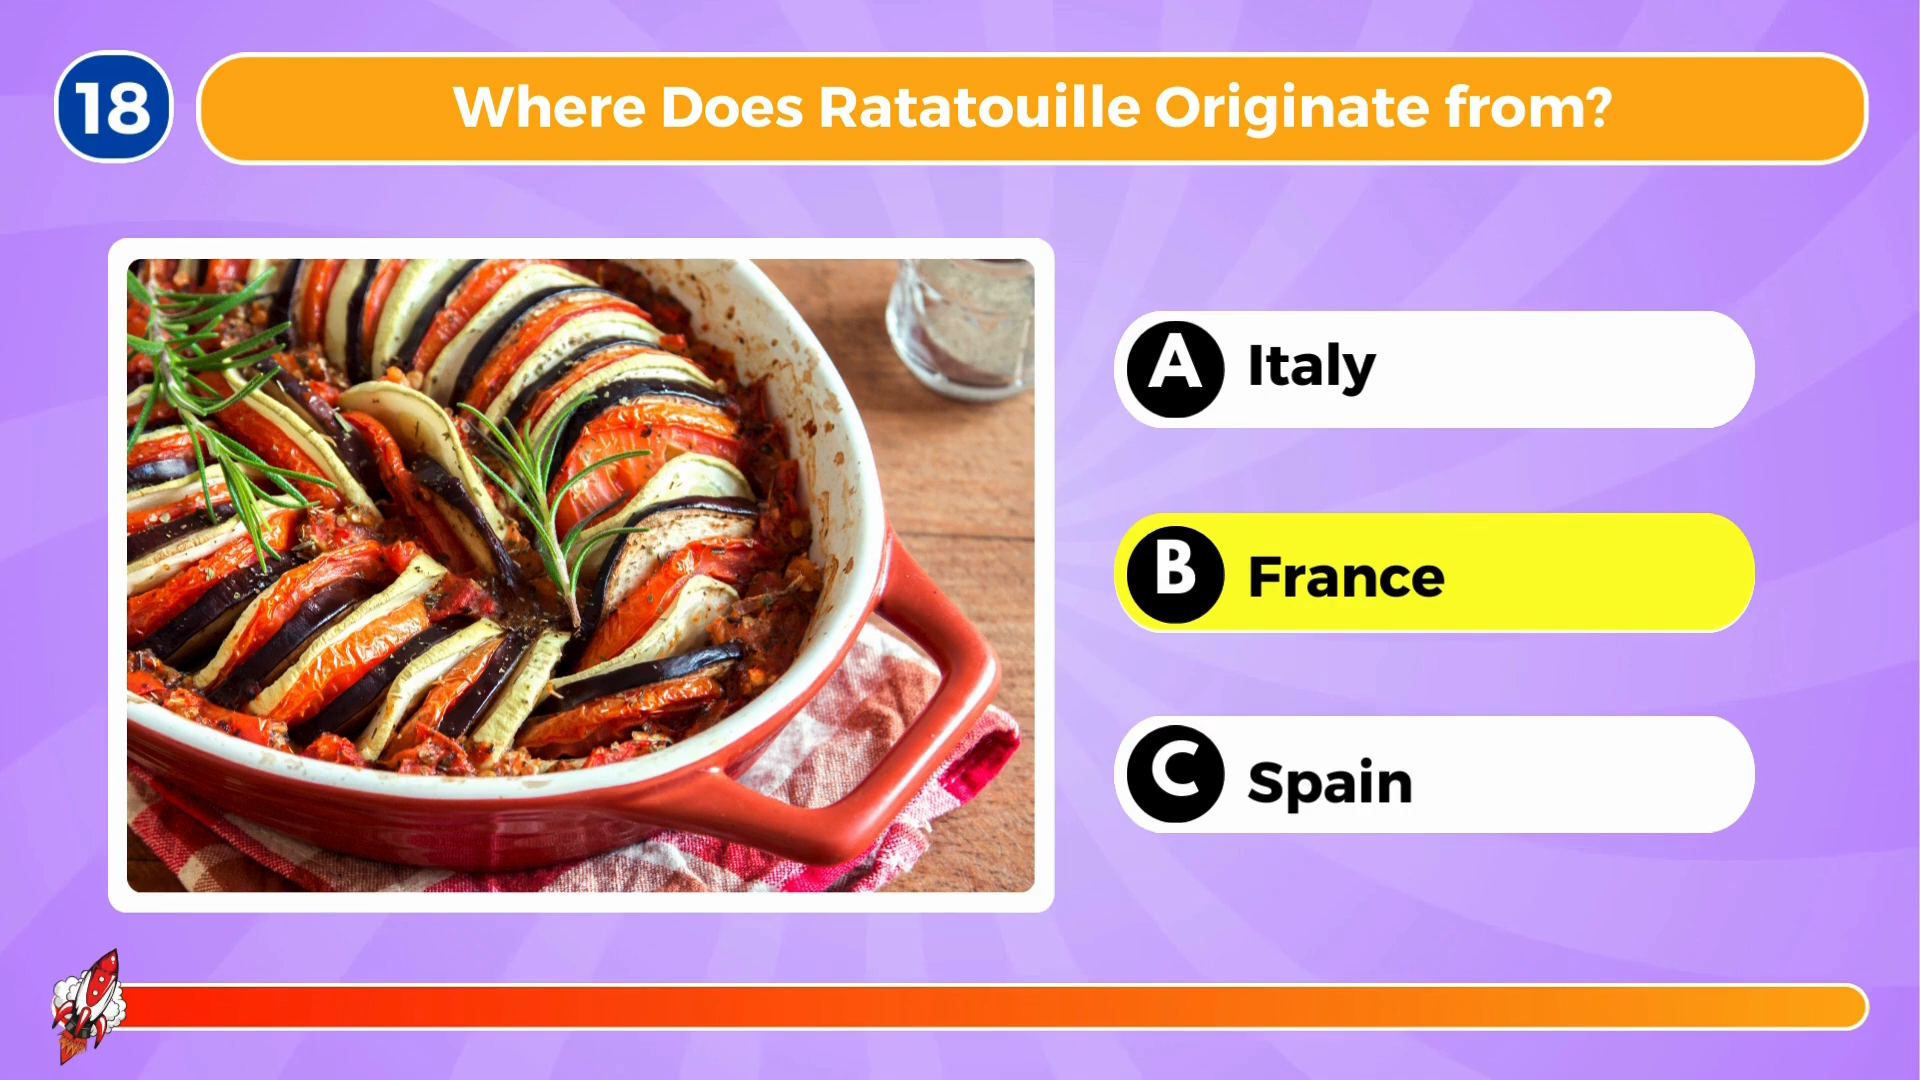 18
Where Does Ratatouille Originate from?
A Italy
B France
C Spain